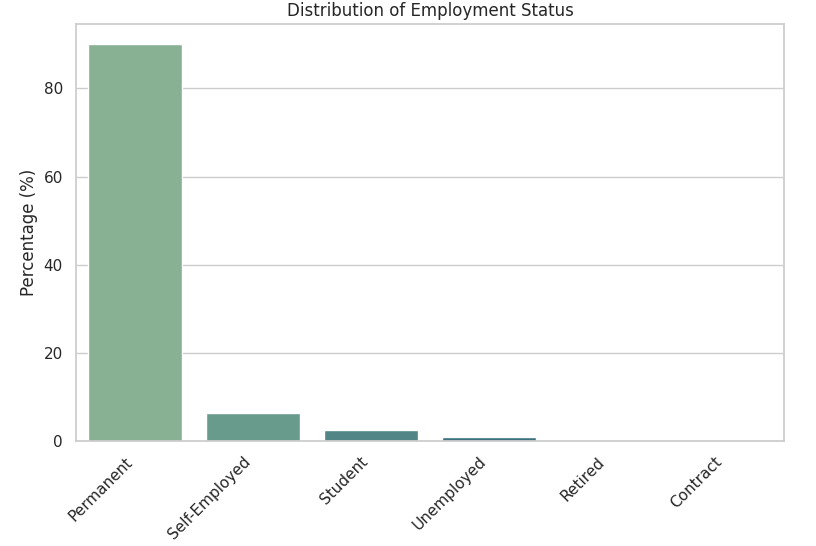 Distribution of Employment Status
Percentage (%)
80
60
40
20
0
Permanent
Self-Employed
Student
Unemployed
Retired
Contract